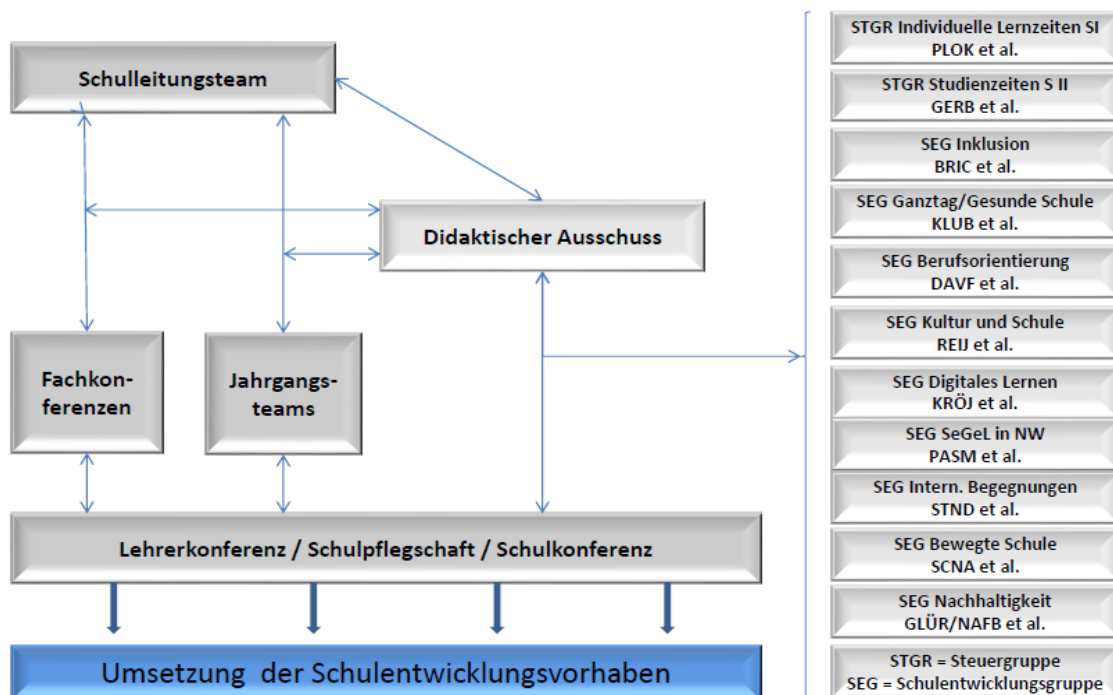 Schulleitungsteam
Didaktischer Ausschuss
Fachkon-
ferenzen
Jahrgangs-
teams
Lehrerkonferenz / Schulpflegschaft / Schulkonferenz
Umsetzung der Schulentwicklungsvorhaben
STGR Individuelle Lernzeiten SI
PLOK et al.
STGR Studienzeiten S II
GERB et al.
SEG Inklusion
BRIC et al.
SEG Ganztag/Gesunde Schule
KLUB et al.
SEG Berufsorientierung
DAVF et al.
SEG Kultur und Schule
REIJ et al.
SEG Digitales Lernen
KRÖJ et al.
SEG SeGeL in NW
PASM et al.
SEG Intern. Begegnungen
STND et al.
SEG Bewegte Schule
SCNA et al.
SEG Nachhaltigkeit
GLÜR/NAFB et al.
STGR = Steuergruppe
SEG = Schulentwicklungsgruppe